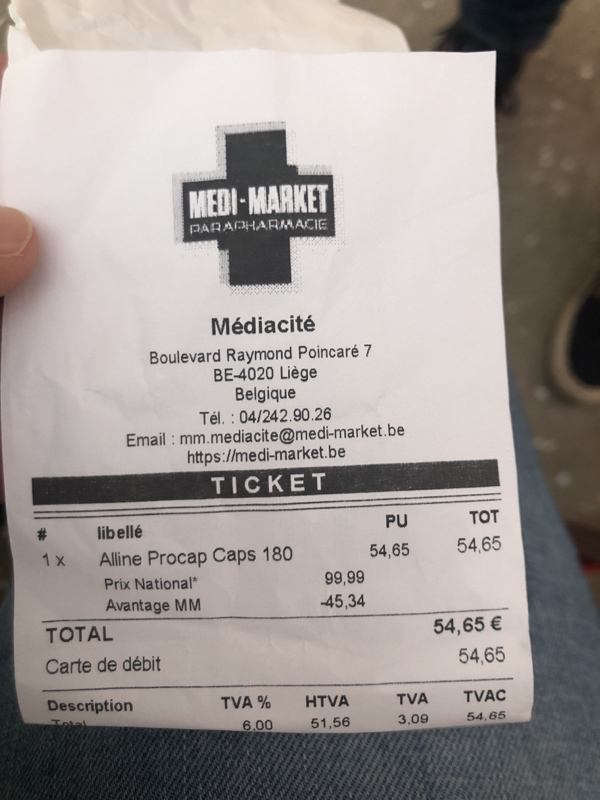 MEDI-MARKET
PARAPHARMACIE
Médiacité
Boulevard Raymond Poincaré 7
BE-4020 Liège
Belgique
Tél. : 04/242.90.26
Email : mm.mediacite@medi-market.be
https://medi-market.be
TICKET
# libellé PU TOT
1 x Alline Procap Caps 180 54,65 54,65
Prix National* 99,99
Avantage MM -45,34
TOTAL 54,65 €
Carte de débit 54,65
Description TVA % HTVA TVA TVAC
Total 6,00 51,56 3,09 54,65